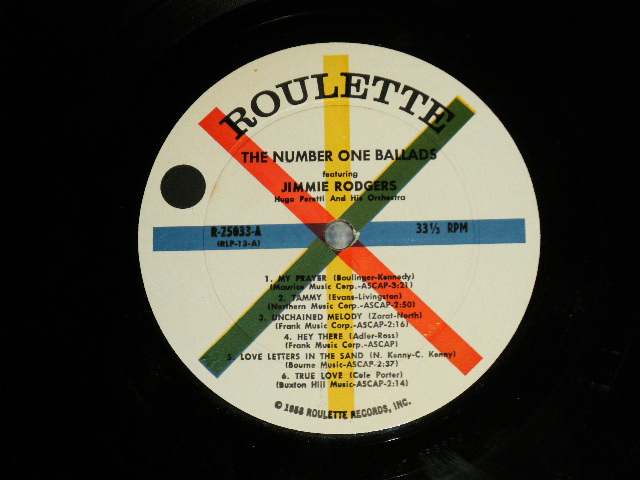 ROULETTE
THE NUMBER ONE BALLADS
featuring
JIMMIE RODGERS
Hugo Peretti And His Orchestra
R-25033-A
(RLP-13-A)
33⅓ RPM
1. MY PRAYER (Boulinger-Kennedy)
(Maurice Music Corp.-ASCAP-3:21)
2. TAMMY (Evans-Livingston)
(Northern Music Corp.-ASCAP-2:50)
3. UNCHAINED MELODY (Zarat-North)
(Frank Music Corp.-ASCAP-2:16)
4. HEY THERE (Adler-Ross)
(Frank Music Corp.-ASCAP)
5. LOVE LETTERS IN THE SAND (N. Kenny-C. Kenny)
(Bourne Music-ASCAP-2:37)
6. TRUE LOVE (Cole Porter)
(Buxton Hill Music-ASCAP-2:14)
© 1958 ROULETTE RECORDS, INC.